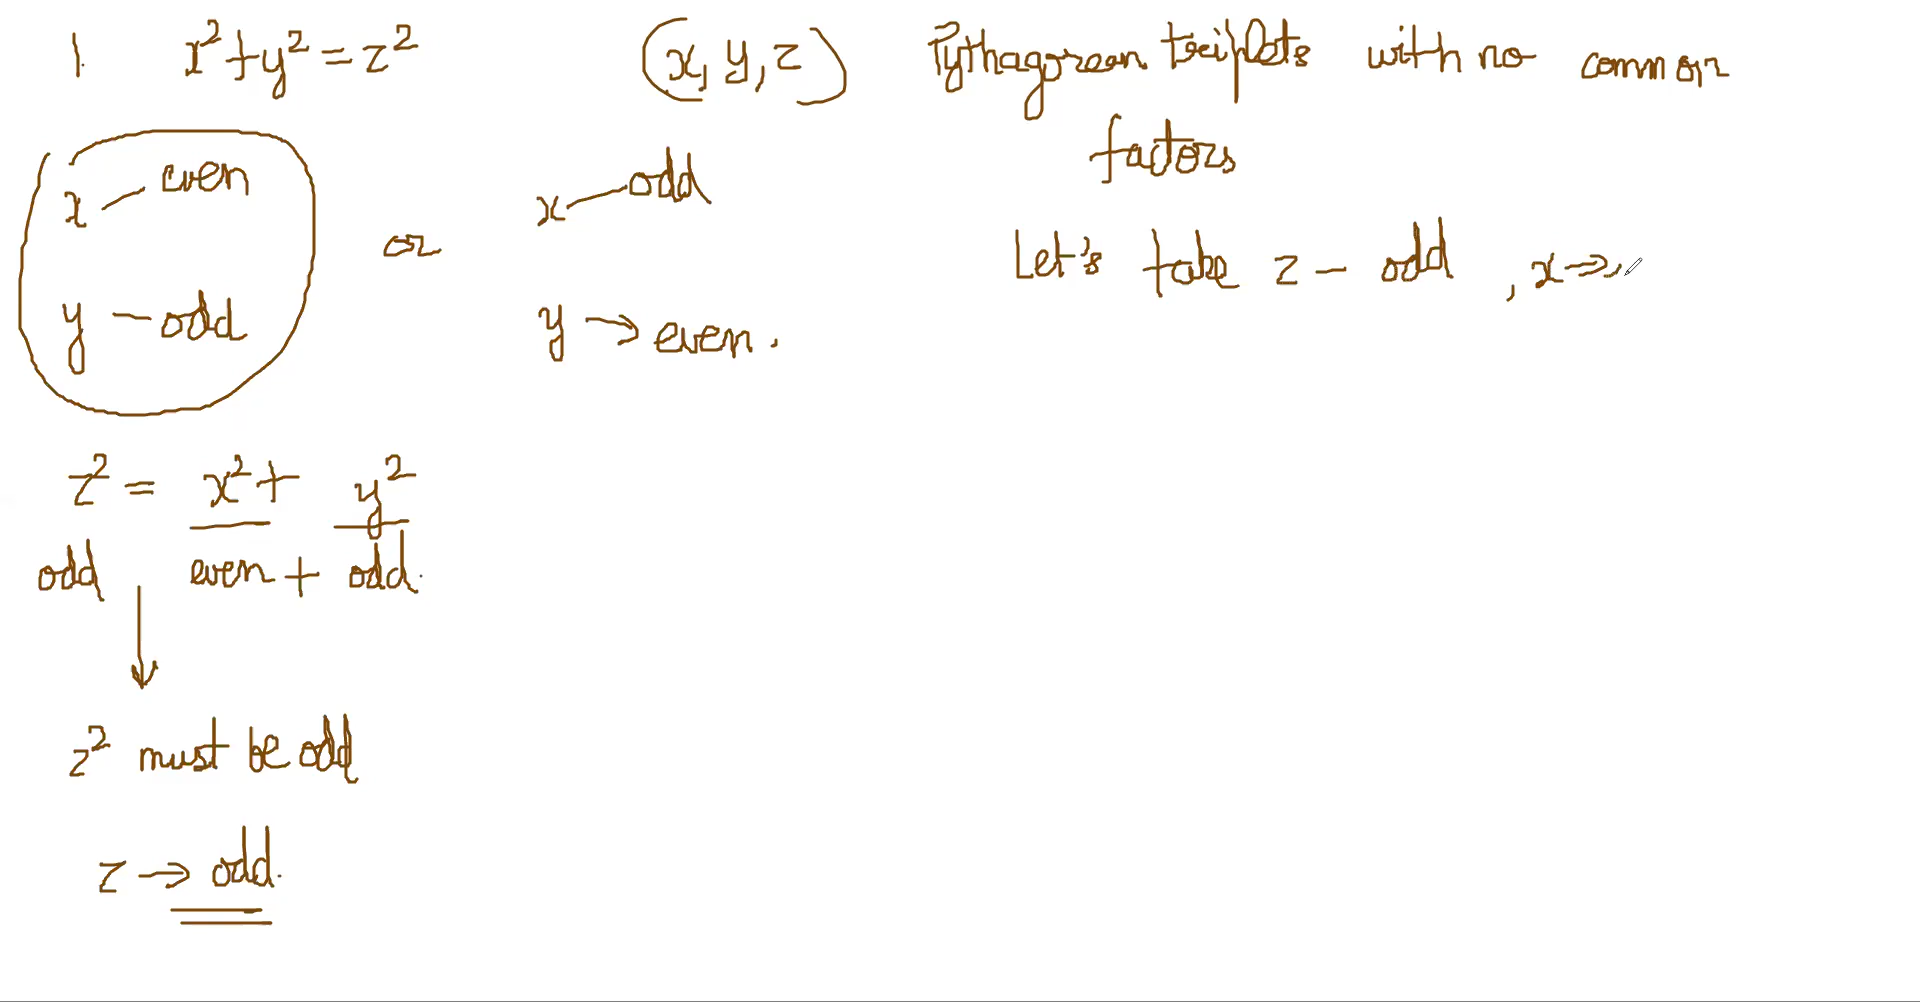 1. x²+y²=z² (x, y, z) Pythagorean triplets with no common
factors
x — even or x — odd
Let's take z – odd , x →
y — odd y → even.
z² = x² + y²
odd even + odd.
z² must be odd
z → odd.